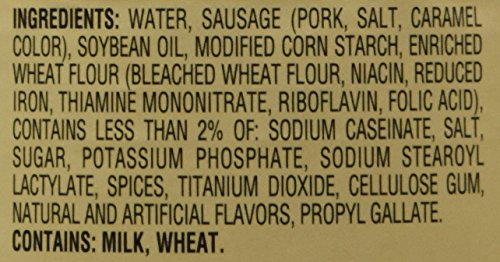 INGREDIENTS: WATER, SAUSAGE (PORK, SALT, CARAMEL
COLOR), SOYBEAN OIL, MODIFIED CORN STARCH, ENRICHED
WHEAT FLOUR (BLEACHED WHEAT FLOUR, NIACIN, REDUCED
IRON, THIAMINE MONONITRATE, RIBOFLAVIN, FOLIC ACID),
CONTAINS LESS THAN 2% OF: SODIUM CASEINATE, SALT,
SUGAR, POTASSIUM PHOSPHATE, SODIUM STEAROYL
LACTYLATE, SPICES, TITANIUM DIOXIDE, CELLULOSE GUM,
NATURAL AND ARTIFICIAL FLAVORS, PROPYL GALLATE.
CONTAINS: MILK, WHEAT.